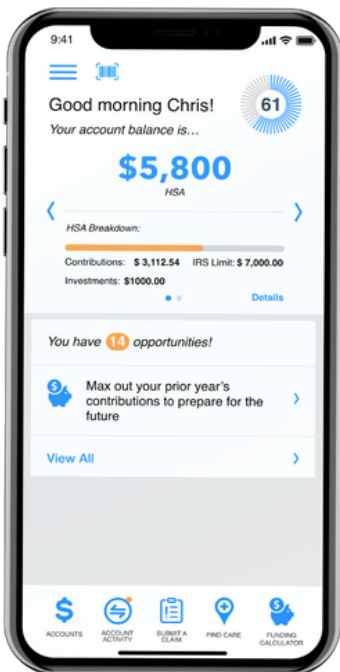 9:41
Good morning Chris!
61
Your account balance is...
$5,800
HSA
HSA Breakdown:
Contributions: $ 3,112.54 IRS Limit: $ 7,000.00
Investments: $1000.00
Details
You have 14 opportunities!
Max out your prior year's
contributions to prepare for the
future
View All
ACCOUNTS
ACCOUNT
ACTIVITY
SUBMIT A
CLAIM
FIND CARE
FUNDING
CALCULATOR